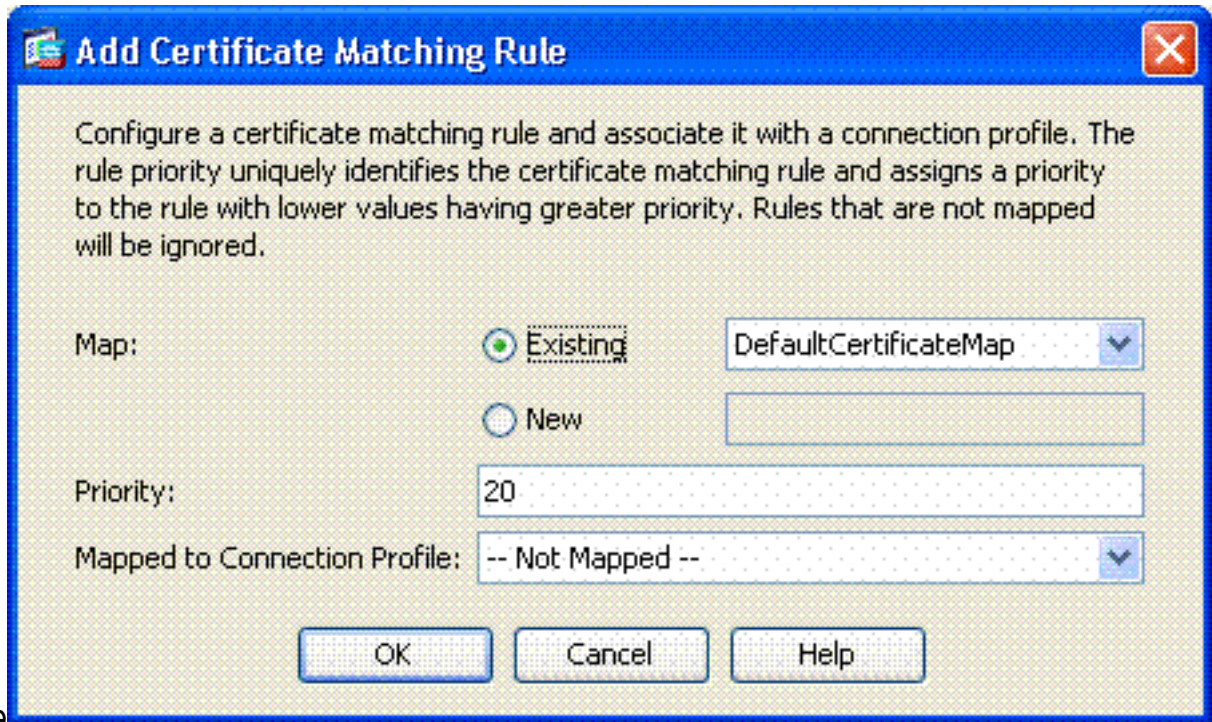 Add Certificate Matching Rule
Configure a certificate matching rule and associate it with a connection profile. The
rule priority uniquely identifies the certificate matching rule and assigns a priority
to the rule with lower values having greater priority. Rules that are not mapped
will be ignored.
Map: Existing DefaultCertificateMap
New
Priority: 20
Mapped to Connection Profile: -- Not Mapped --
OK Cancel Help
e